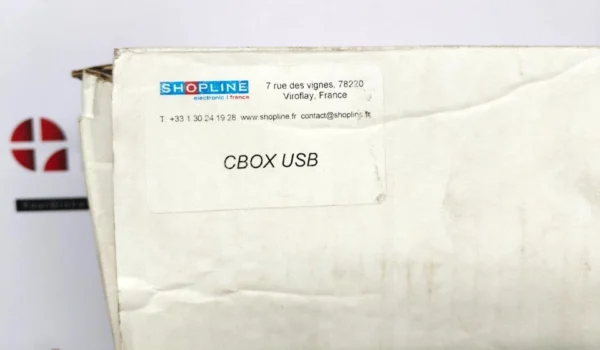 SHOPLINE
electronic | france
7 rue des vignes, 78220
Viroflay, France
T: +33 1 30 24 19 28 www.shopline.fr contact@shopline.fr
CBOX USB